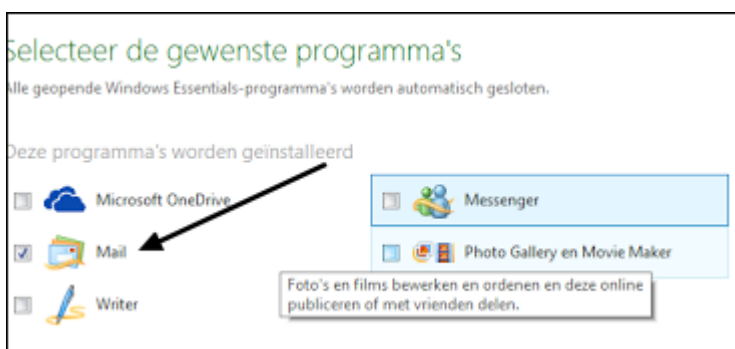 Selecteer de gewenste programma's
Alle geopende Windows Essentials-programma's worden automatisch gesloten.
Deze programma's worden geïnstalleerd
Microsoft OneDrive
Messenger
Mail
Photo Gallery en Movie Maker
Writer
Foto's en films bewerken en ordenen en deze online
publiceren of met vrienden delen.